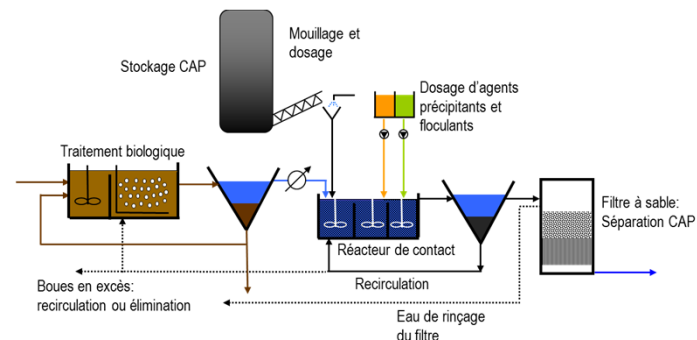 Mouillage et
dosage
Stockage CAP
Dosage d'agents
précipitants et
floculants
Traitement biologique
Filtre à sable:
Séparation CAP
Réacteur de contact
Recirculation
Boues en excès:
recirculation ou élimination
Eau de rinçage
du filtre